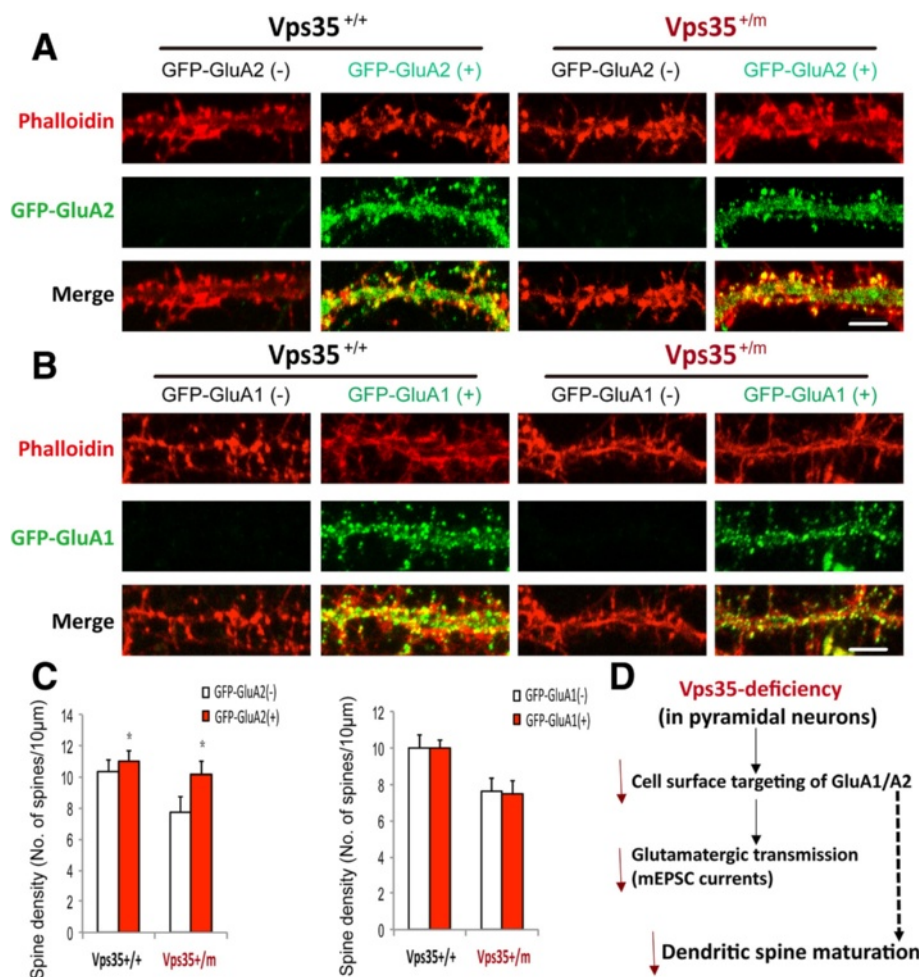 A
Vps35 +/+
Vps35 +/m
GFP-GluA2 (-)
GFP-GluA2 (+)
GFP-GluA2 (-)
GFP-GluA2 (+)
Phalloidin
GFP-GluA2
Merge
B
Vps35 +/+
Vps35 +/m
GFP-GluA1 (-)
GFP-GluA1 (+)
GFP-GluA1 (-)
GFP-GluA1 (+)
Phalloidin
GFP-GluA1
Merge
C
GFP-GluA2(-)
GFP-GluA2(+)
Spine density (No. of spines/10µm)
14
12
10
8
6
4
2
0
*
*
Vps35+/+
Vps35+/m
GFP-GluA1(-)
GFP-GluA1(+)
Spine density (No. of spines/10µm)
12
10
8
6
4
2
0
Vps35+/+
Vps35+/m
D
Vps35-deficiency
(in pyramidal neurons)
Cell surface targeting of GluA1/A2
Glutamatergic transmission
(mEPSC currents)
Dendritic spine maturation